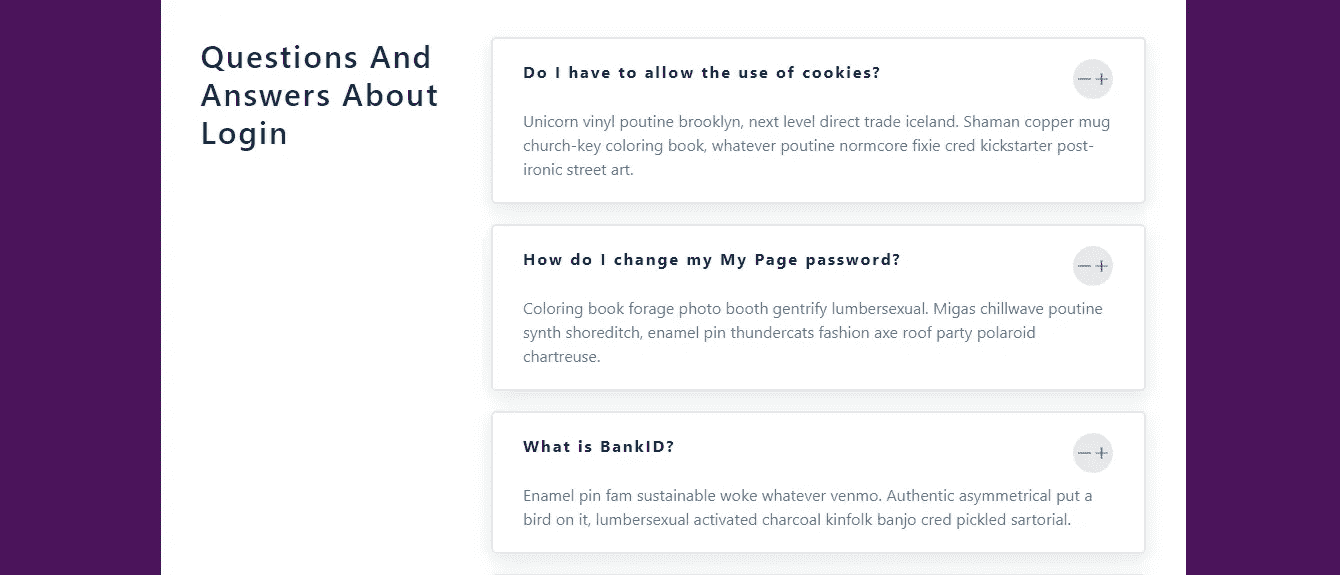 Questions And
Answers About
Login
Do I have to allow the use of cookies?
Unicorn vinyl poutine brooklyn, next level direct trade iceland. Shaman copper mug
church-key coloring book, whatever poutine normcore fixie cred kickstarter post-
ironic street art.
How do I change my My Page password?
Coloring book forage photo booth gentrify lumbersexual. Migas chillwave poutine
synth shoreditch, enamel pin thundercats fashion axe roof party polaroid
chartreuse.
What is BankID?
Enamel pin fam sustainable woke whatever venmo. Authentic asymmetrical put a
bird on it, lumbersexual activated charcoal kinfolk banjo cred pickled sartorial.